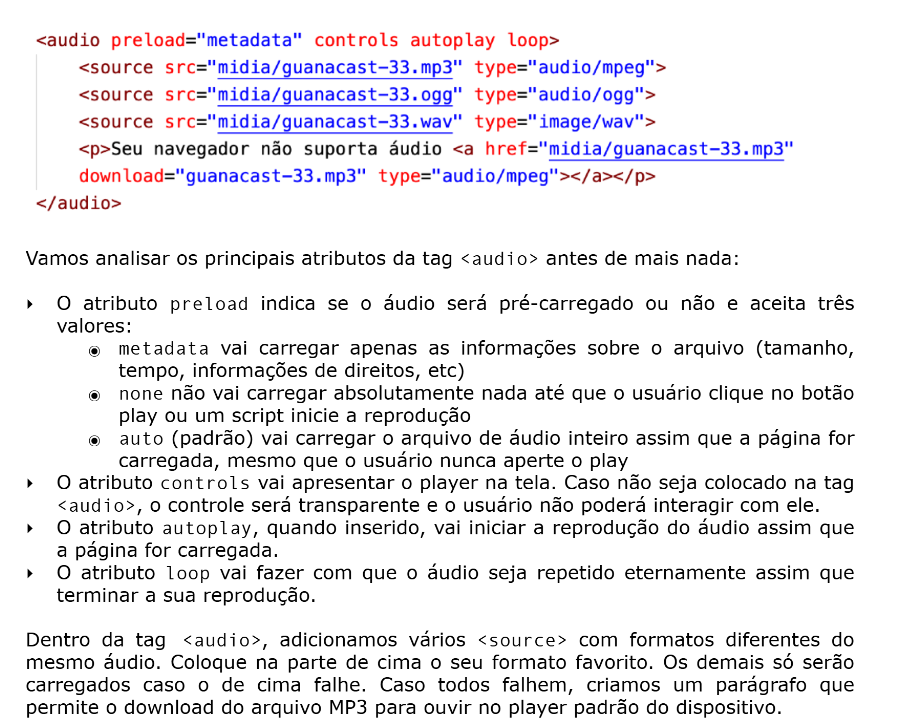 <audio preload="metadata" controls autoplay loop>
<source src="midia/guanacast-33.mp3" type="audio/mpeg">
<source src="midia/guanacast-33.ogg" type="audio/ogg">
<source src="midia/guanacast-33.wav" type="image/wav">
<p>Seu navegador não suporta áudio <a href="midia/guanacast-33.mp3"
download="guanacast-33.mp3" type="audio/mpeg"></a></p>
</audio>
Vamos analisar os principais atributos da tag <audio> antes de mais nada:
‣ O atributo preload indica se o áudio será pré-carregado ou não e aceita três
valores:
◉ metadata vai carregar apenas as informações sobre o arquivo (tamanho,
tempo, informações de direitos, etc)
◉ none não vai carregar absolutamente nada até que o usuário clique no botão
play ou um script inicie a reprodução
◉ auto (padrão) vai carregar o arquivo de áudio inteiro assim que a página for
carregada, mesmo que o usuário nunca aperte o play
‣ O atributo controls vai apresentar o player na tela. Caso não seja colocado na tag
<audio>, o controle será transparente e o usuário não poderá interagir com ele.
‣ O atributo autoplay, quando inserido, vai iniciar a reprodução do áudio assim que
a página for carregada.
‣ O atributo loop vai fazer com que o áudio seja repetido eternamente assim que
terminar a sua reprodução.
Dentro da tag <audio>, adicionamos vários <source> com formatos diferentes do
mesmo áudio. Coloque na parte de cima o seu formato favorito. Os demais só serão
carregados caso o de cima falhe. Caso todos falhem, criamos um parágrafo que
permite o download do arquivo MP3 para ouvir no player padrão do dispositivo.